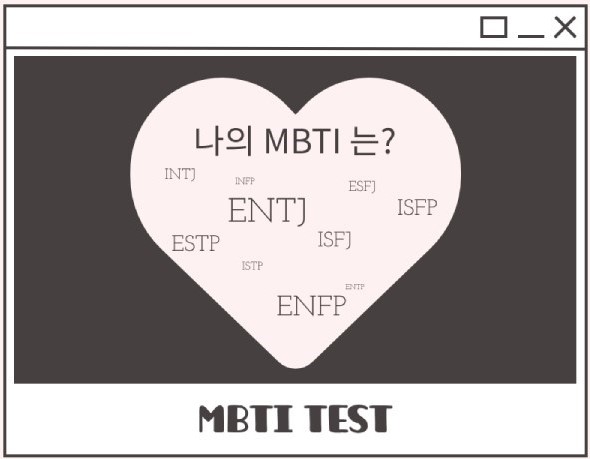 나의 MBTI 는?
INTJ
INFP
ESFJ
ENTJ
ISFP
ESTP
ISFJ
ISTP
ENTP
ENFP
MBTI TEST